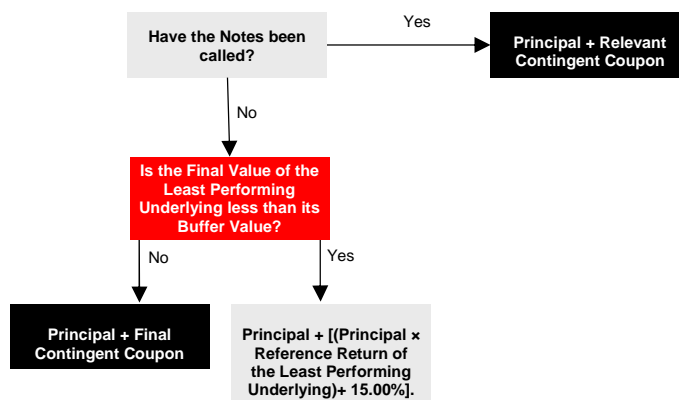 Have the Notes been
called?
Yes
Principal + Relevant
Contingent Coupon
No
Is the Final Value of the
Least Performing
Underlying less than its
Buffer Value?
No
Yes
Principal + Final
Contingent Coupon
Principal + [(Principal ×
Reference Return of
the Least Performing
Underlying)+ 15.00%].